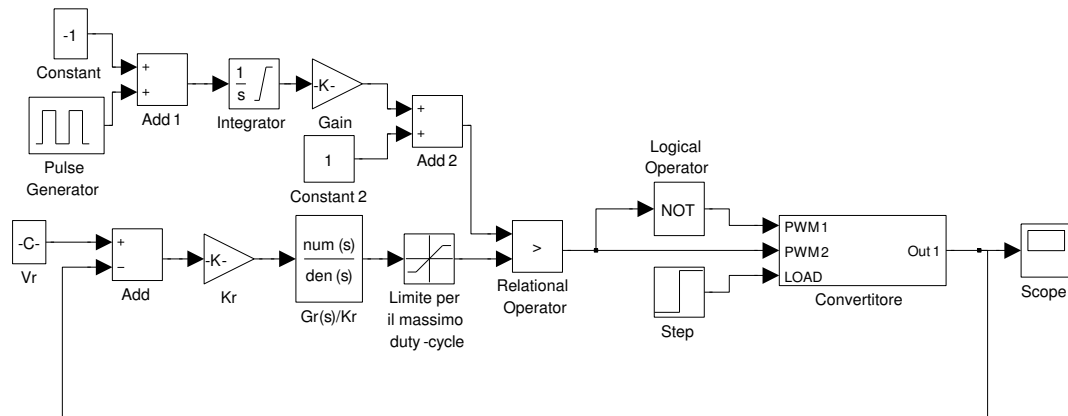 -1
Constant
+
+
Add 1
1
s
Integrator
-K-
Gain
Pulse
Generator
1
Constant 2
+
+
Add 2
-C-
Vr
+
−
Add
-K-
Kr
num (s)
den (s)
Gr(s)/Kr
Limite per
il massimo
duty -cycle
>
Relational
Operator
Logical
Operator
NOT
Step
PWM1
PWM2
LOAD
Out 1
Convertitore
Scope